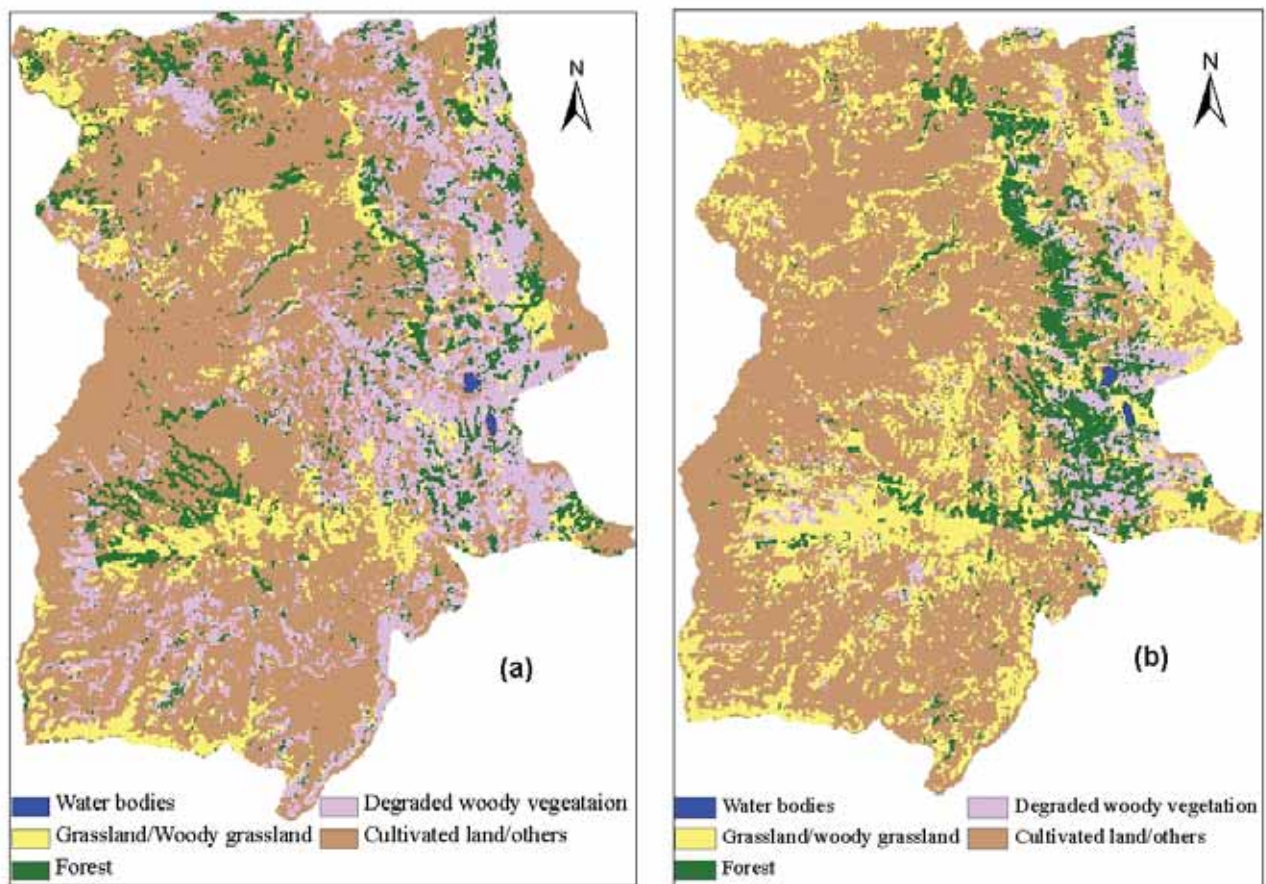 N
(a)
Water bodies
Degraded woody vegeataion
Grassland/Woody grassland
Cultivated land/others
Forest
N
(b)
Water bodies
Degraded woody vegetation
Grassland/woody grassland
Cultivated land/others
Forest